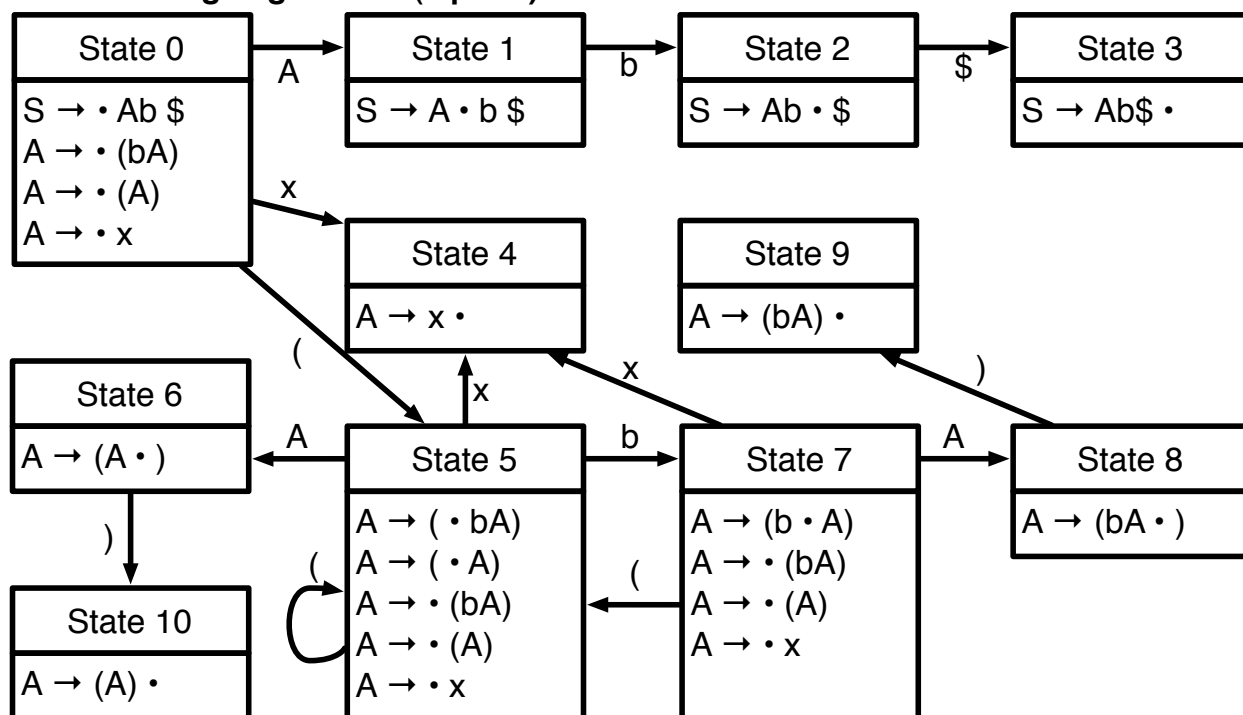 State 0
S → • Ab $
A → • (bA)
A → • (A)
A → • x
A
State 1
S → A • b $
b
State 2
S → Ab • $
$
State 3
S → Ab$ •
x
(
State 4
A → x •
State 9
A → (bA) •
x
x
)
State 6
A → (A • )
A
State 5
A → ( • bA)
A → ( • A)
A → • (bA)
A → • (A)
A → • x
(
b
State 7
A → (b • A)
A → • (bA)
A → • (A)
A → • x
(
A
State 8
A → (bA • )
)
State 10
A → (A) •